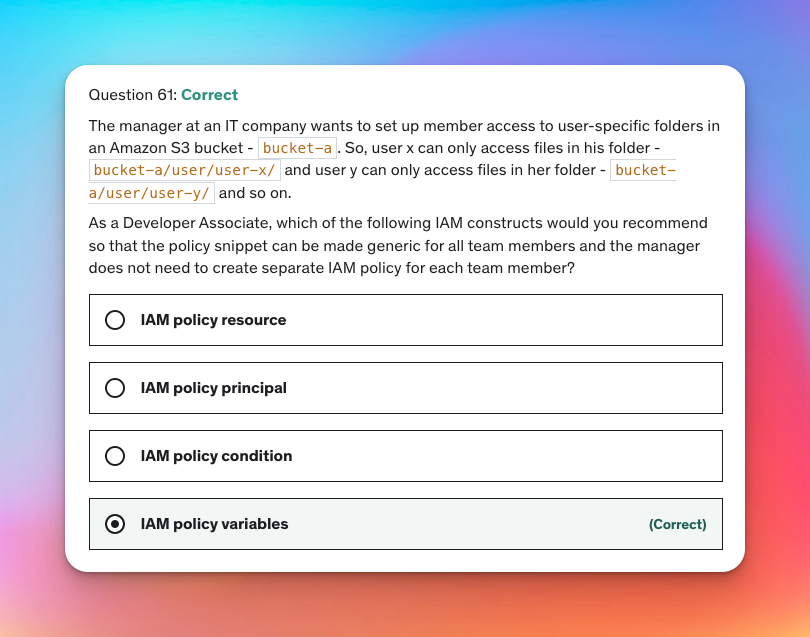 Question 61: Correct
The manager at an IT company wants to set up member access to user-specific folders in
an Amazon S3 bucket - bucket-a. So, user x can only access files in his folder -
bucket-a/user/user-x/ and user y can only access files in her folder - bucket-
a/user/user-y/ and so on.
As a Developer Associate, which of the following IAM constructs would you recommend
so that the policy snippet can be made generic for all team members and the manager
does not need to create separate IAM policy for each team member?
IAM policy resource
IAM policy principal
IAM policy condition
IAM policy variables (Correct)